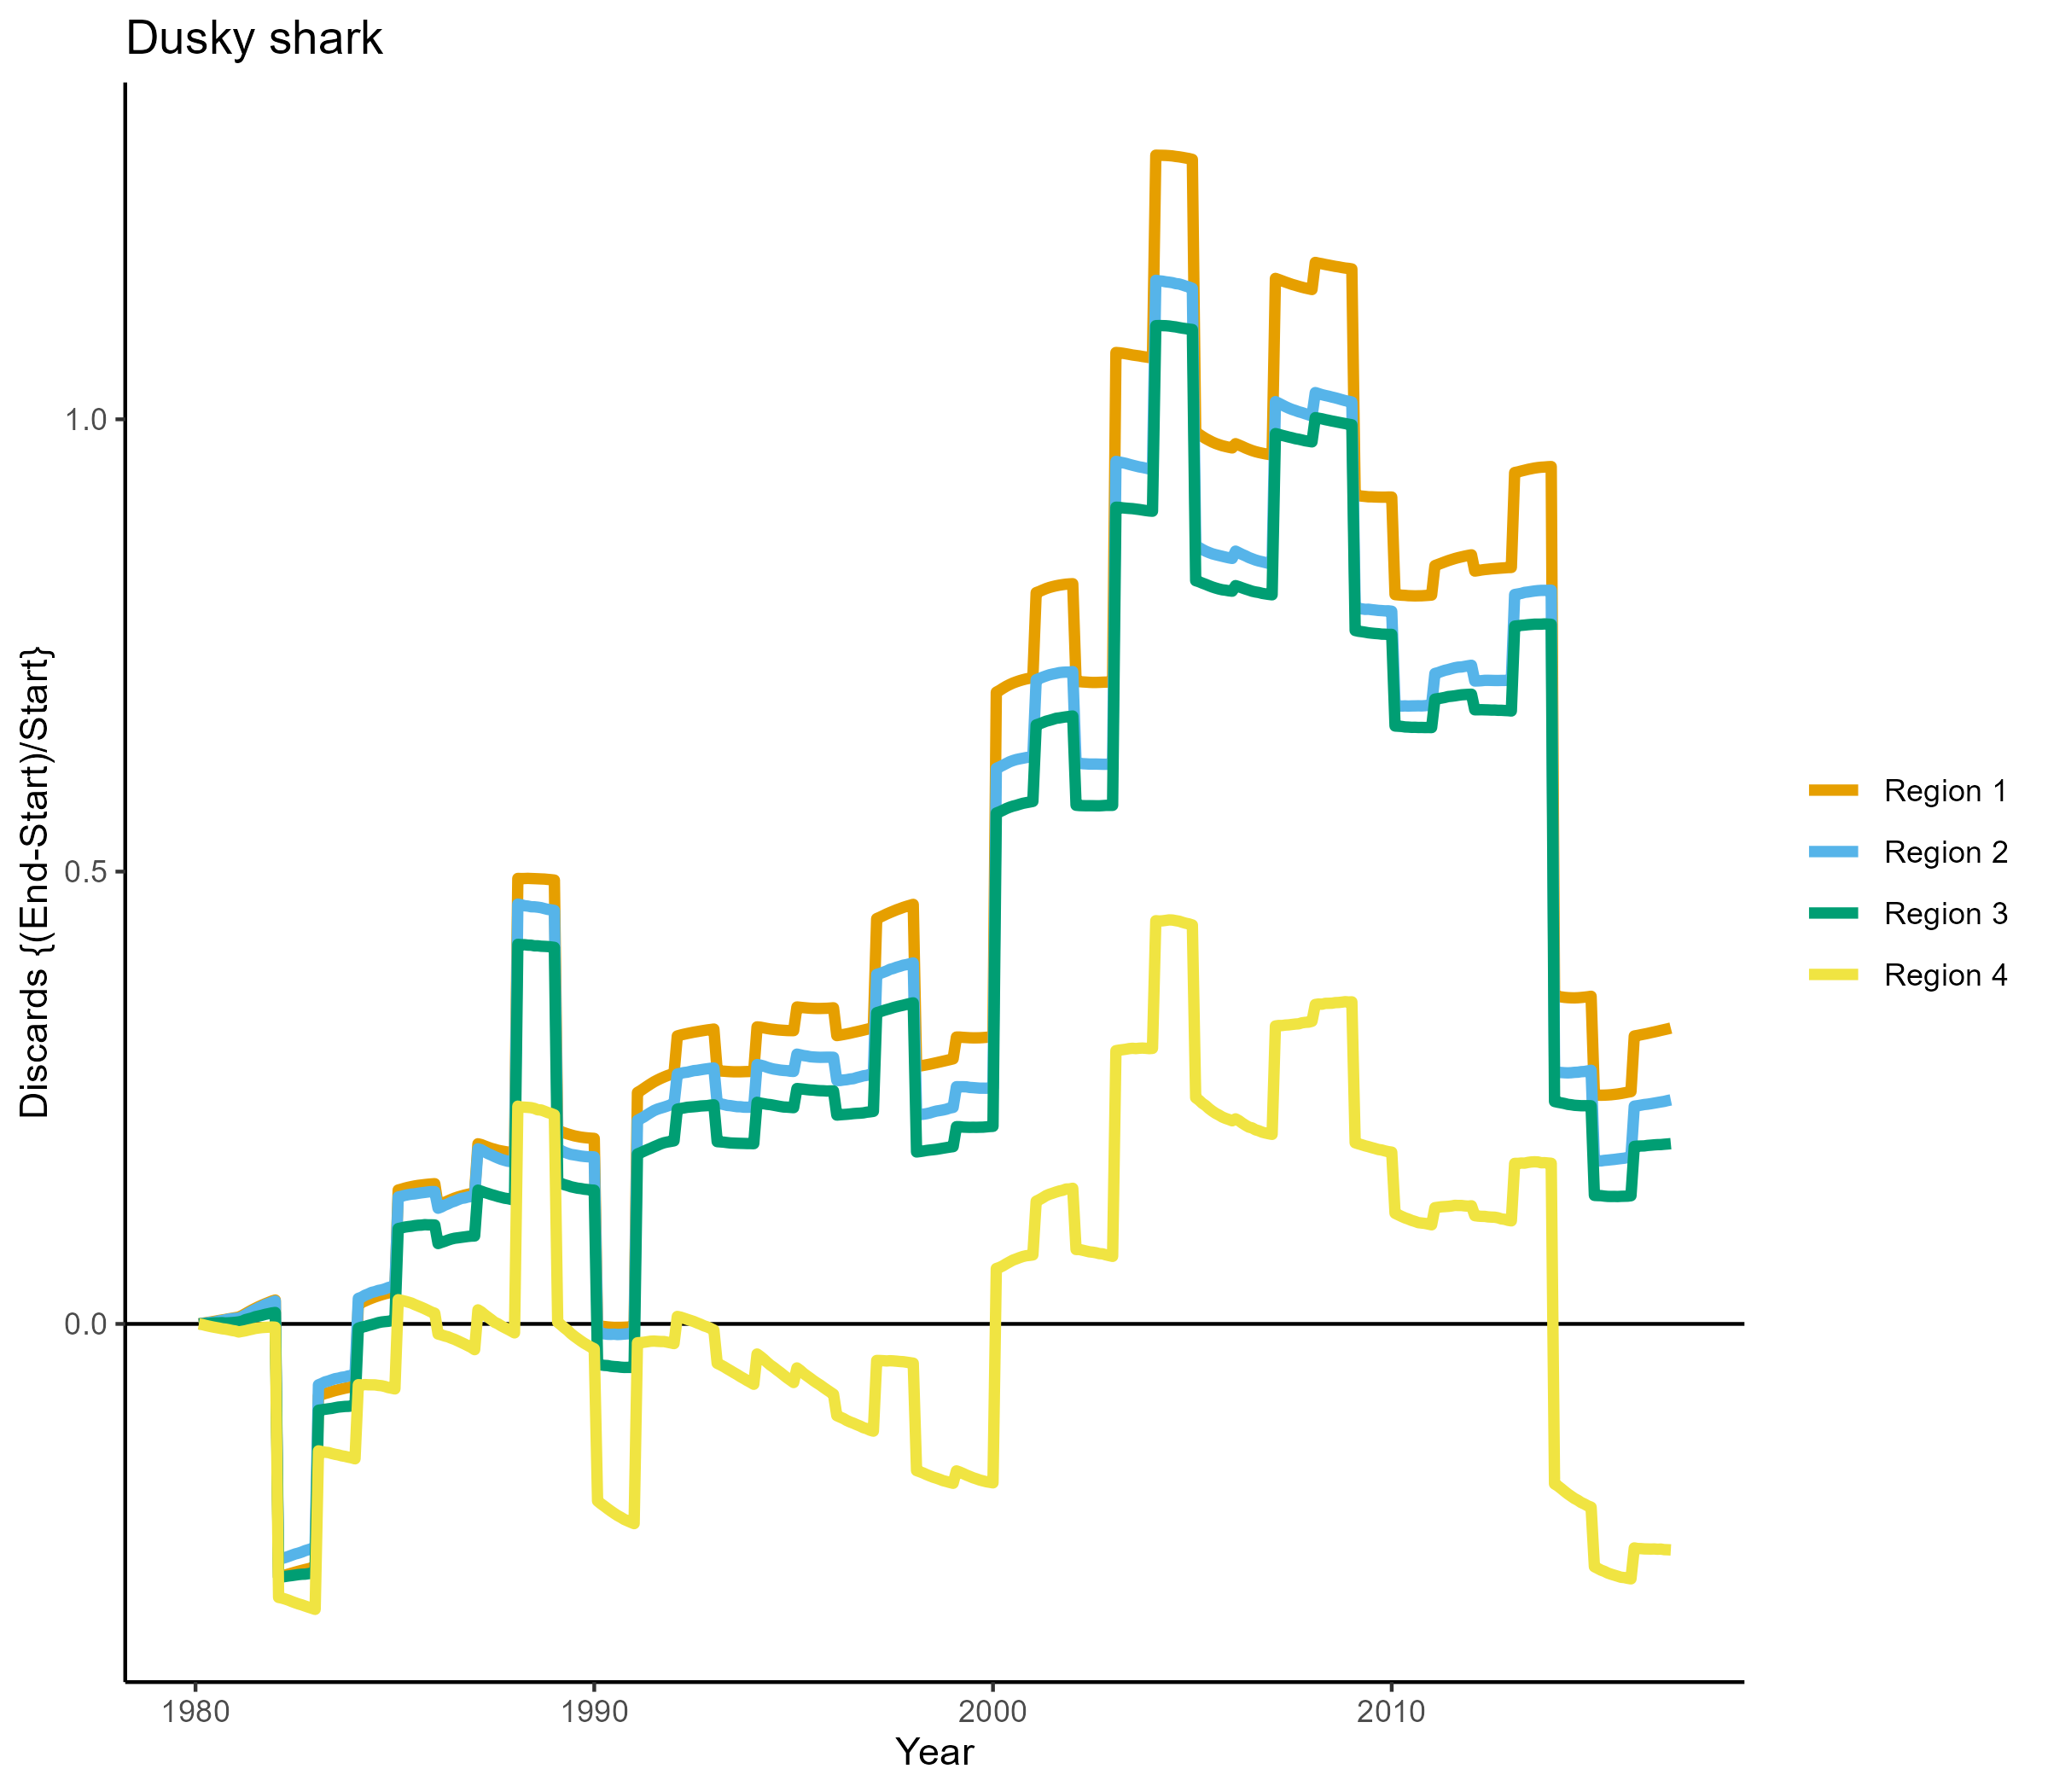 Dusky shark
Discards {(End-Start)/Start}
1.0
0.5
0.0
1980
1990
2000
2010
Year
Region 1
Region 2
Region 3
Region 4